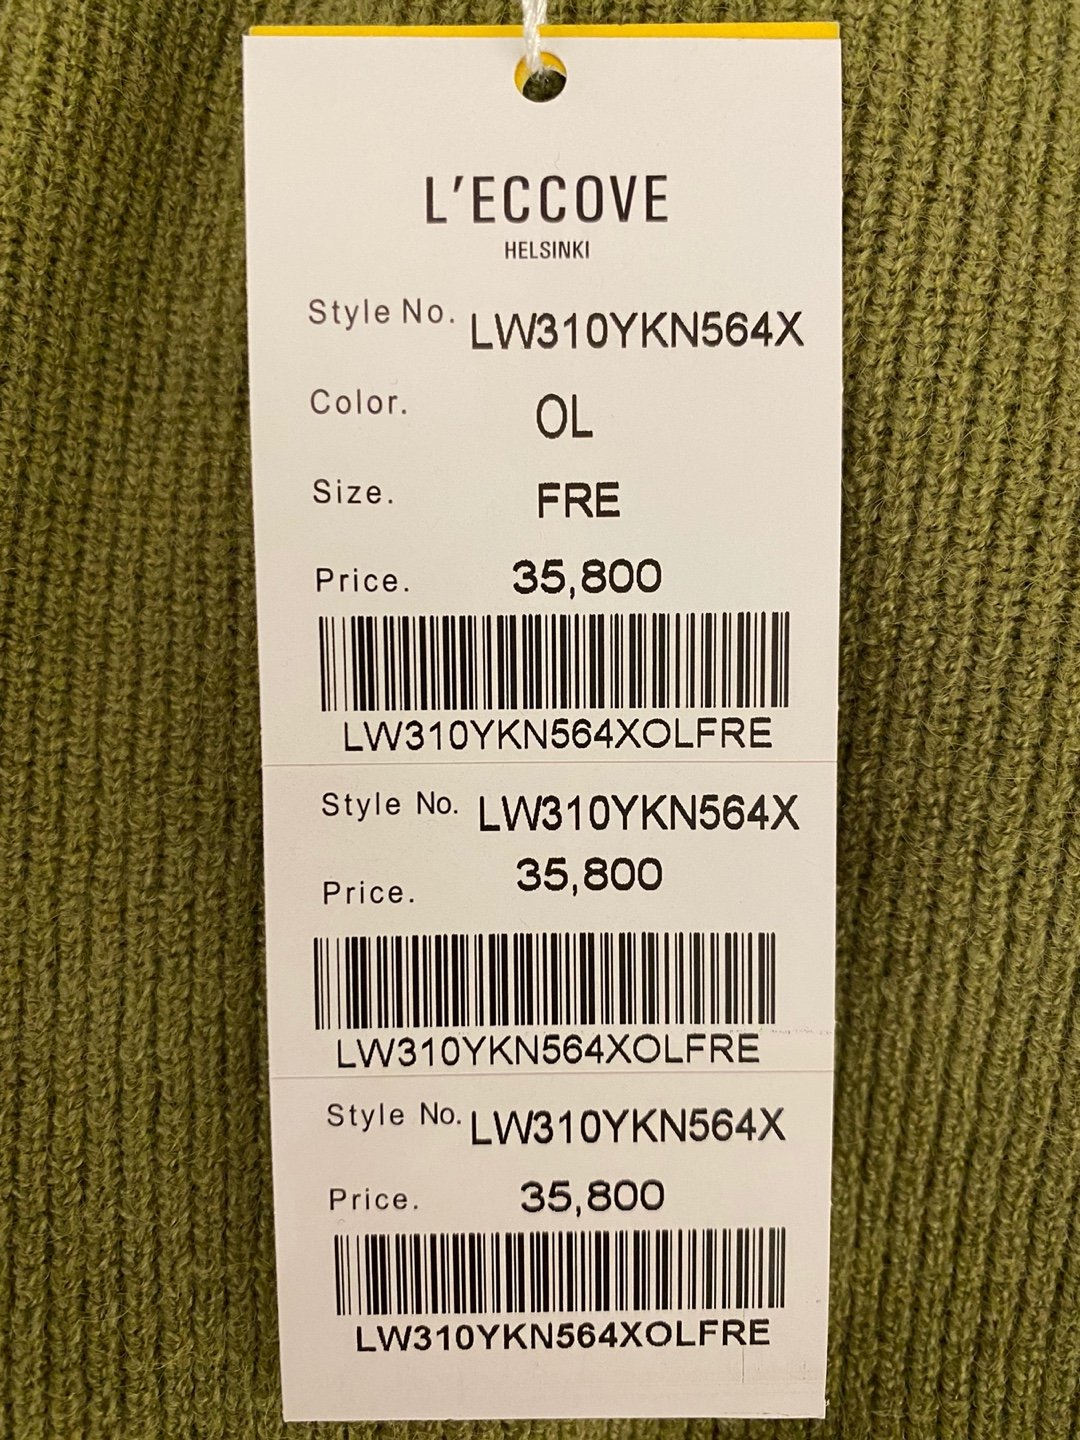 L'ECCOVE
HELSINKI
Style No. LW310YKN564X
Color. OL
Size. FRE
Price. 35,800
LW310YKN564XOLFRE
Style No. LW310YKN564X
Price. 35,800
LW310YKN564XOLFRE
Style No. LW310YKN564X
Price. 35,800
LW310YKN564XOLFRE